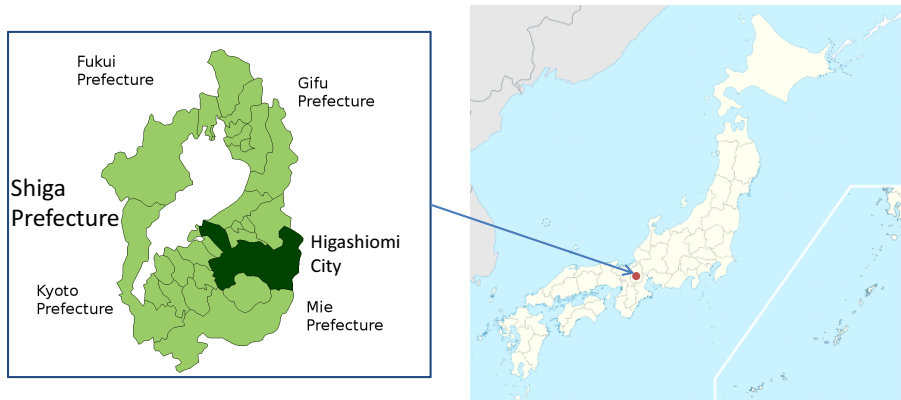 Fukui
Prefecture
Gifu
Prefecture
Shiga
Prefecture
Higashiomi
City
Kyoto
Prefecture
Mie
Prefecture